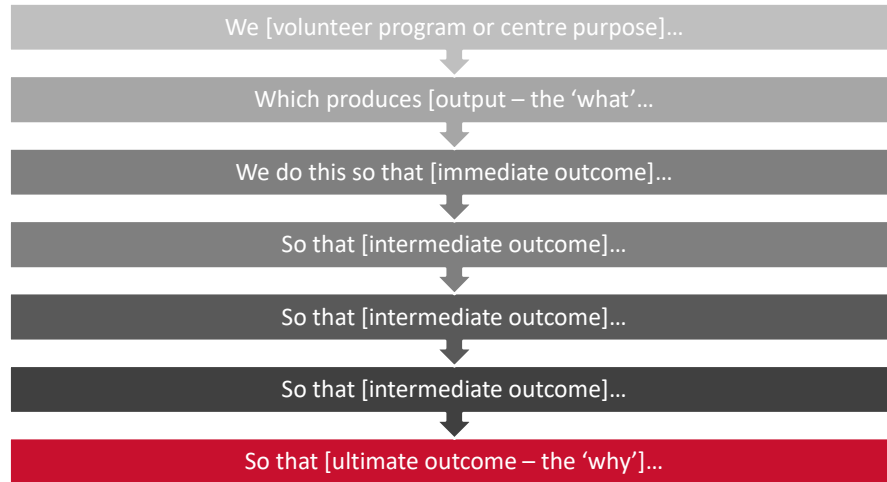 We [volunteer program or centre purpose]…
Which produces [output – the ‘what’…
We do this so that [immediate outcome]…
So that [intermediate outcome]…
So that [intermediate outcome]…
So that [intermediate outcome]…
So that [ultimate outcome – the ‘why’]…